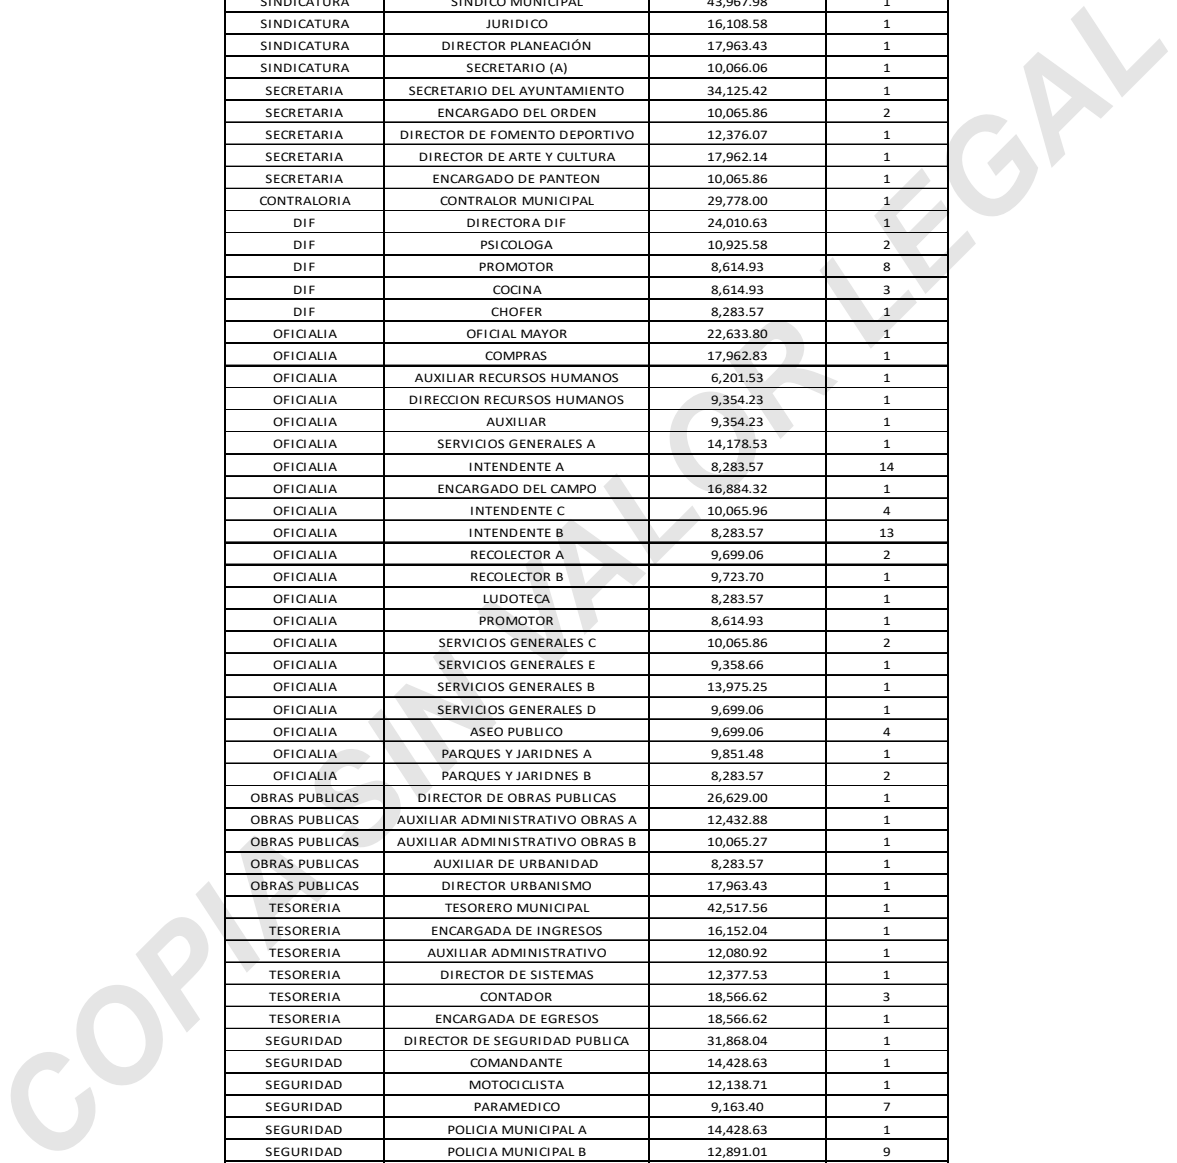 SINDICATURA SINDICO MUNICIPAL 43,967.98 1
SINDICATURA JURIDICO 16,108.58 1
SINDICATURA DIRECTOR PLANEACIÓN 17,963.43 1
SINDICATURA SECRETARIO (A) 10,066.06 1
SECRETARIA SECRETARIO DEL AYUNTAMIENTO 34,125.42 1
SECRETARIA ENCARGADO DEL ORDEN 10,065.86 2
SECRETARIA DIRECTOR DE FOMENTO DEPORTIVO 12,376.07 1
SECRETARIA DIRECTOR DE ARTE Y CULTURA 17,962.14 1
SECRETARIA ENCARGADO DE PANTEON 10,065.86 1
CONTRALORIA CONTRALOR MUNICIPAL 29,778.00 1
DIF DIRECTORA DIF 24,010.63 1
DIF PSICOLOGA 10,925.58 2
DIF PROMOTOR 8,614.93 8
DIF COCINA 8,614.93 3
DIF CHOFER 8,283.57 1
OFICIALIA OFICIAL MAYOR 22,633.80 1
OFICIALIA COMPRAS 17,962.83 1
OFICIALIA AUXILIAR RECURSOS HUMANOS 6,201.53 1
OFICIALIA DIRECCION RECURSOS HUMANOS 9,354.23 1
OFICIALIA AUXILIAR 9,354.23 1
OFICIALIA SERVICIOS GENERALES A 14,178.53 1
OFICIALIA INTENDENTE A 8,283.57 14
OFICIALIA ENCARGADO DEL CAMPO 16,884.32 1
OFICIALIA INTENDENTE C 10,065.96 4
OFICIALIA INTENDENTE B 8,283.57 13
OFICIALIA RECOLECTOR A 9,699.06 2
OFICIALIA RECOLECTOR B 9,723.70 1
OFICIALIA LUDOTECA 8,283.57 1
OFICIALIA PROMOTOR 8,614.93 1
OFICIALIA SERVICIOS GENERALES C 10,065.86 2
OFICIALIA SERVICIOS GENERALES E 9,358.66 1
OFICIALIA SERVICIOS GENERALES B 13,975.25 1
OFICIALIA SERVICIOS GENERALES D 9,699.06 1
OFICIALIA ASEO PUBLICO 9,699.06 4
OFICIALIA PARQUES Y JARIDNES A 9,851.48 1
OFICIALIA PARQUES Y JARIDNES B 8,283.57 2
OBRAS PUBLICAS DIRECTOR DE OBRAS PUBLICAS 26,629.00 1
OBRAS PUBLICAS AUXILIAR ADMINISTRATIVO OBRAS A 12,432.88 1
OBRAS PUBLICAS AUXILIAR ADMINISTRATIVO OBRAS B 10,065.27 1
OBRAS PUBLICAS AUXILIAR DE URBANIDAD 8,283.57 1
OBRAS PUBLICAS DIRECTOR URBANISMO 17,963.43 1
TESORERIA TESORERO MUNICIPAL 42,517.56 1
TESORERIA ENCARGADA DE INGRESOS 16,152.04 1
TESORERIA AUXILIAR ADMINISTRATIVO 12,080.92 1
TESORERIA DIRECTOR DE SISTEMAS 12,377.53 1
TESORERIA CONTADOR 18,566.62 3
TESORERIA ENCARGADA DE EGRESOS 18,566.62 1
SEGURIDAD DIRECTOR DE SEGURIDAD PUBLICA 31,868.04 1
SEGURIDAD COMANDANTE 14,428.63 1
SEGURIDAD MOTOCICLISTA 12,138.71 1
SEGURIDAD PARAMEDICO 9,163.40 7
SEGURIDAD POLICIA MUNICIPAL A 14,428.63 1
SEGURIDAD POLICIA MUNICIPAL B 12,891.01 9
COPIA SIN VALOR LEGAL